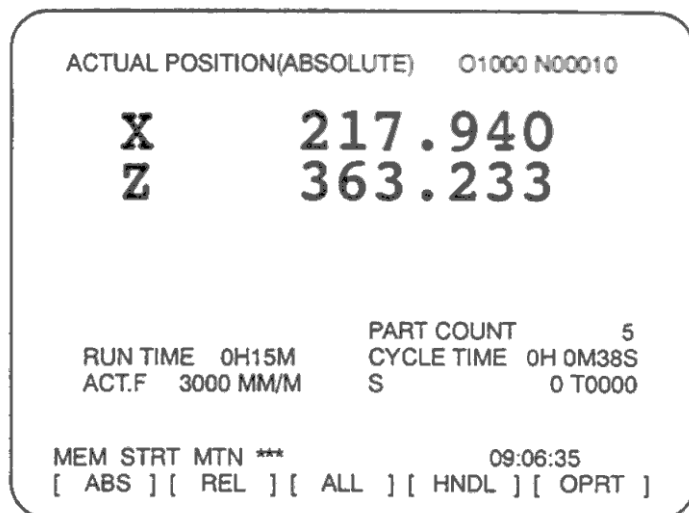 ACTUAL POSITION(ABSOLUTE) O1000 N00010
X 217.940
Z 363.233
PART COUNT 5
RUN TIME 0H15M CYCLE TIME 0H 0M38S
ACT.F 3000 MM/M S 0 T0000
MEM STRT MTN *** 09:06:35
[ ABS ] [ REL ] [ ALL ] [ HNDL ] [ OPRT ]